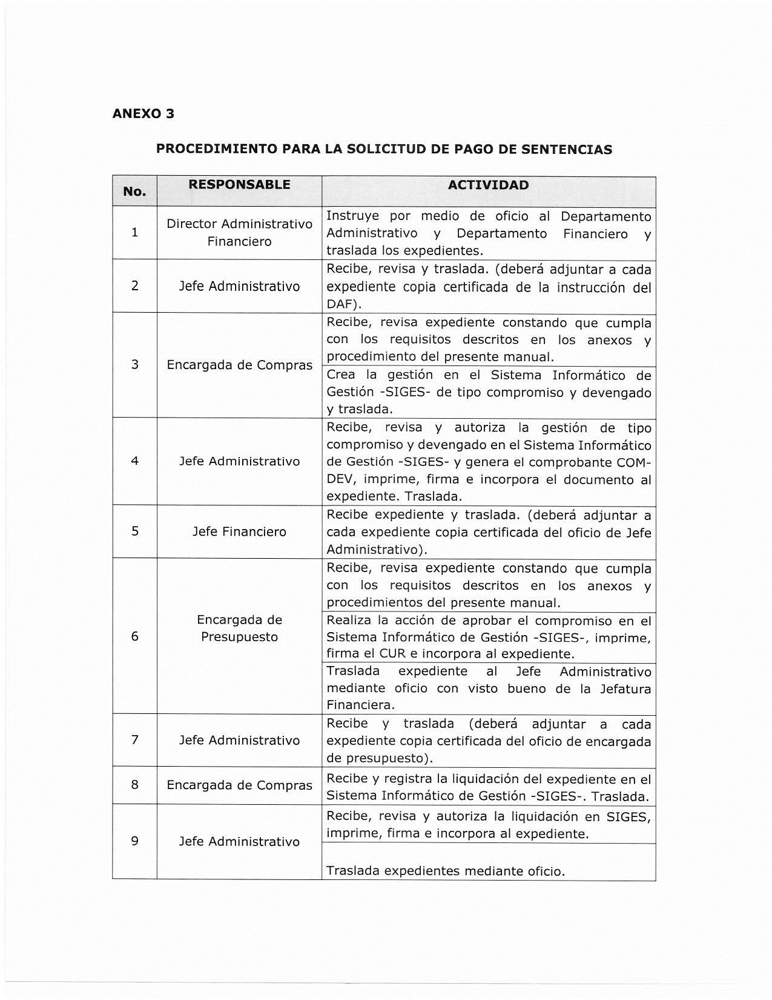 ANEXO 3
PROCEDIMIENTO PARA LA SOLICITUD DE PAGO DE SENTENCIAS
No.
RESPONSABLE
ACTIVIDAD
1
Director Administrativo
Financiero
Instruye por medio de oficio al Departamento
Administrativo y Departamento Financiero y
traslada los expedientes.
2
Jefe Administrativo
Recibe, revisa y traslada. (deberá adjuntar a cada
expediente copia certificada de la instrucción del
DAF).
3
Encargada de Compras
Recibe, revisa expediente constando que cumpla
con los requisitos descritos en los anexos y
procedimiento del presente manual.
Crea la gestión en el Sistema Informático de
Gestión -SIGES- de tipo compromiso y devengado
y traslada.
4
Jefe Administrativo
Recibe, revisa y autoriza la gestión de tipo
compromiso y devengado en el Sistema Informático
de Gestión -SIGES- y genera el comprobante COM-
DEV, imprime, firma e incorpora el documento al
expediente. Traslada.
5
Jefe Financiero
Recibe expediente y traslada. (deberá adjuntar a
cada expediente copia certificada del oficio de Jefe
Administrativo).
6
Encargada de
Presupuesto
Recibe, revisa expediente constando que cumpla
con los requisitos descritos en los anexos y
procedimientos del presente manual.
Realiza la acción de aprobar el compromiso en el
Sistema Informático de Gestión -SIGES-, imprime,
firma el CUR e incorpora al expediente.
Traslada expediente al Jefe Administrativo
mediante oficio con visto bueno de la Jefatura
Financiera.
7
Jefe Administrativo
Recibe y traslada (deberá adjuntar a cada
expediente copia certificada del oficio de encargada
de presupuesto).
8
Encargada de Compras
Recibe y registra la liquidación del expediente en el
Sistema Informático de Gestión -SIGES-. Traslada.
9
Jefe Administrativo
Recibe, revisa y autoriza la liquidación en SIGES,
imprime, firma e incorpora al expediente.
Traslada expedientes mediante oficio.